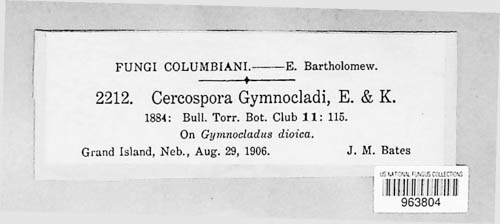 FUNGI COLUMBIANI.——E. Bartholomew.
2212. Cercospora Gymnocladi, E. & K.
1884: Bull. Torr. Bot. Club 11: 115.
On Gymnocladus dioica.
Grand Island, Neb., Aug. 29, 1906. J. M. Bates
US NATIONAL FUNGUS COLLECTIONS
963804